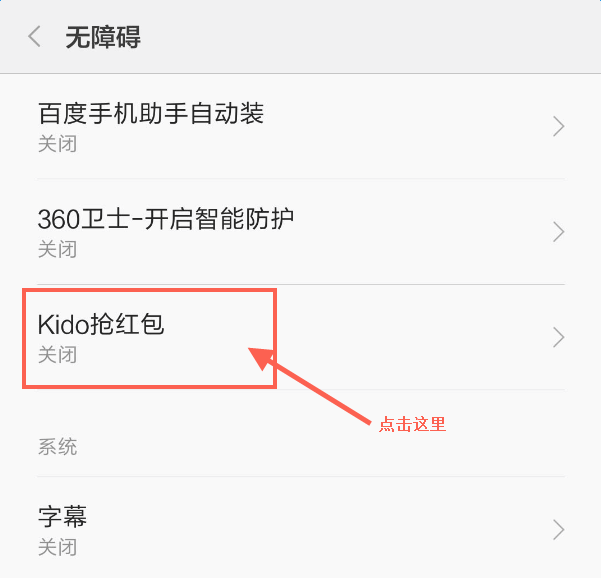 无障碍
百度手机助手自动装
关闭
360卫士-开启智能防护
关闭
Kido抢红包
关闭
点击这里
系统
字幕
关闭